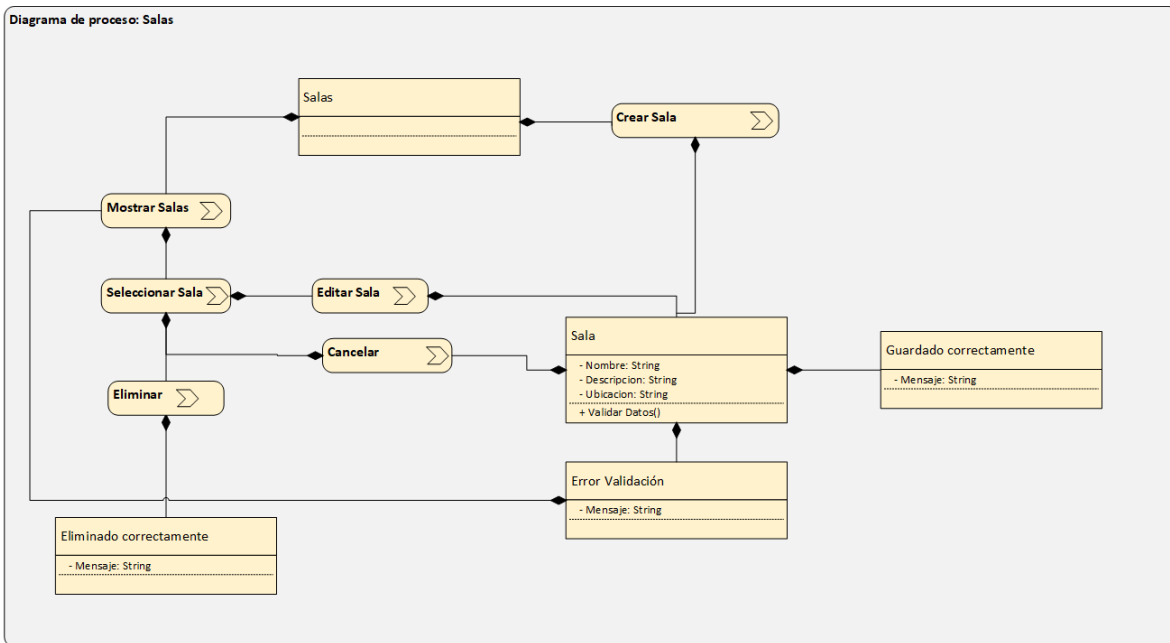 Diagrama de proceso: Salas
Salas
Crear Sala
Mostrar Salas
Seleccionar Sala
Editar Sala
Sala
- Nombre: String
- Descripcion: String
- Ubicacion: String
+ Validar Datos()
Cancelar
Guardado correctamente
- Mensaje: String
Eliminar
Error Validación
- Mensaje: String
Eliminado correctamente
- Mensaje: String